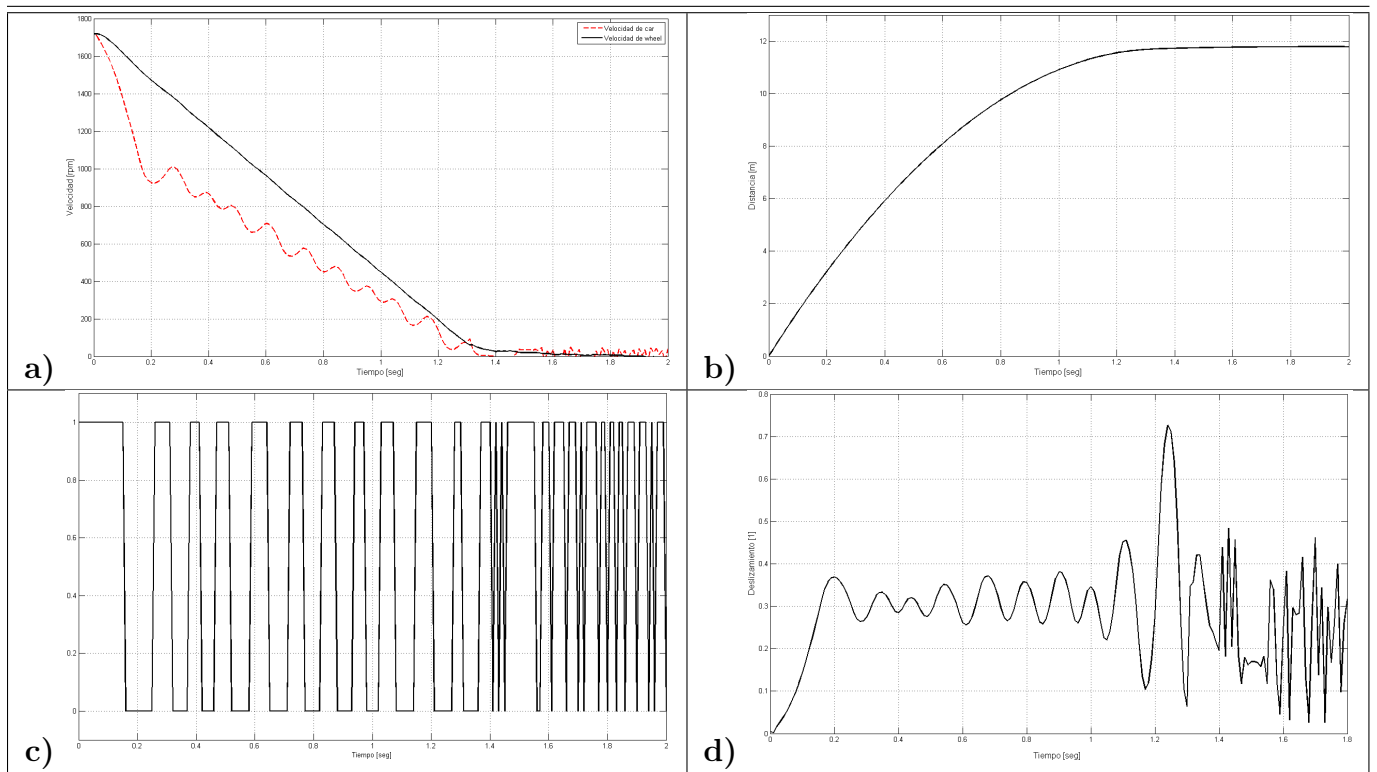 1800
1600
1400
1200
1000
800
600
400
200
0
Velocidad [rpm]
Velocidad de car
Velocidad de wheel
0 0.2 0.4 0.6 0.8 1 1.2 1.4 1.6 1.8 2
Tiempo [seg]
a)
12
10
8
6
4
2
0
Distancia [m]
0 0.2 0.4 0.6 0.8 1 1.2 1.4 1.6 1.8 2
Tiempo [seg]
b)
1
0.8
0.6
0.4
0.2
0
0 0.2 0.4 0.6 0.8 1 1.2 1.4 1.6 1.8 2
Tiempo [seg]
c)
0.8
0.7
0.6
0.5
0.4
0.3
0.2
0.1
0
Deslizamiento [1]
0 0.2 0.4 0.6 0.8 1 1.2 1.4 1.6 1.8
Tiempo [seg]
d)